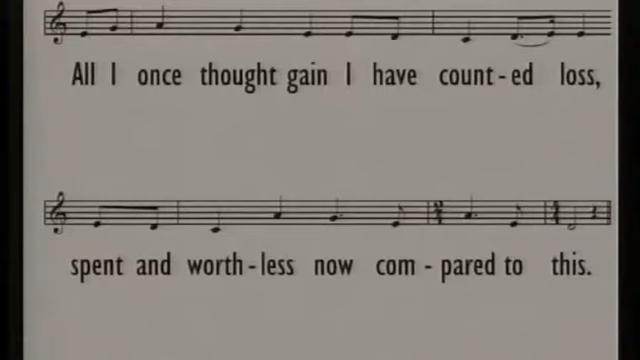 All I once thought gain I have count-ed loss,
spent and worth-less now com-pared to this.